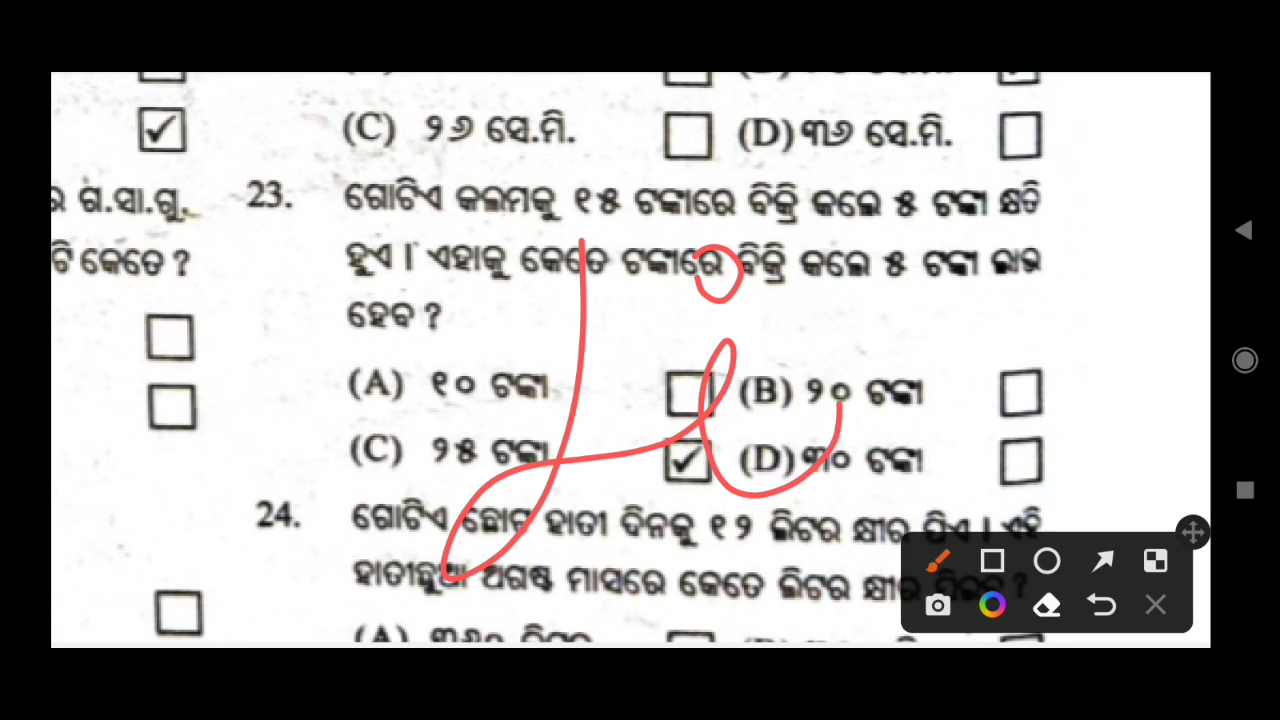 (C) ୨୬ ସେ.ମି. (D) ୩୬ ସେ.ମି.
ଗ.ସା.ଗୁ. 23. ଗୋଟିଏ କଲମକୁ ୧୫ ଟଙ୍କାରେ ବିକ୍ରି କଲେ ୫ ଟଙ୍କା କ୍ଷତି
ଟି କେତେ ? ହୁଏ । ଏହାକୁ କେତେ ଟଙ୍କାରେ ବିକ୍ରି କଲେ ୫ ଟଙ୍କା ଲାଭ
ହେବ ?
(A) ୧୦ ଟଙ୍କା (B) ୨୦ ଟଙ୍କା
(C) ୨୫ ଟଙ୍କା (D) ୩୦ ଟଙ୍କା
24. ଗୋଟିଏ ଛୋଟ ହାତୀ ଦିନକୁ ୧୨ ଲିଟର କ୍ଷୀର ପିଏ । ଏହି
ହାତୀଛୁଆ ଅଗଷ୍ଟ ମାସରେ କେତେ ଲିଟର କ୍ଷୀର ପିଇବ ?